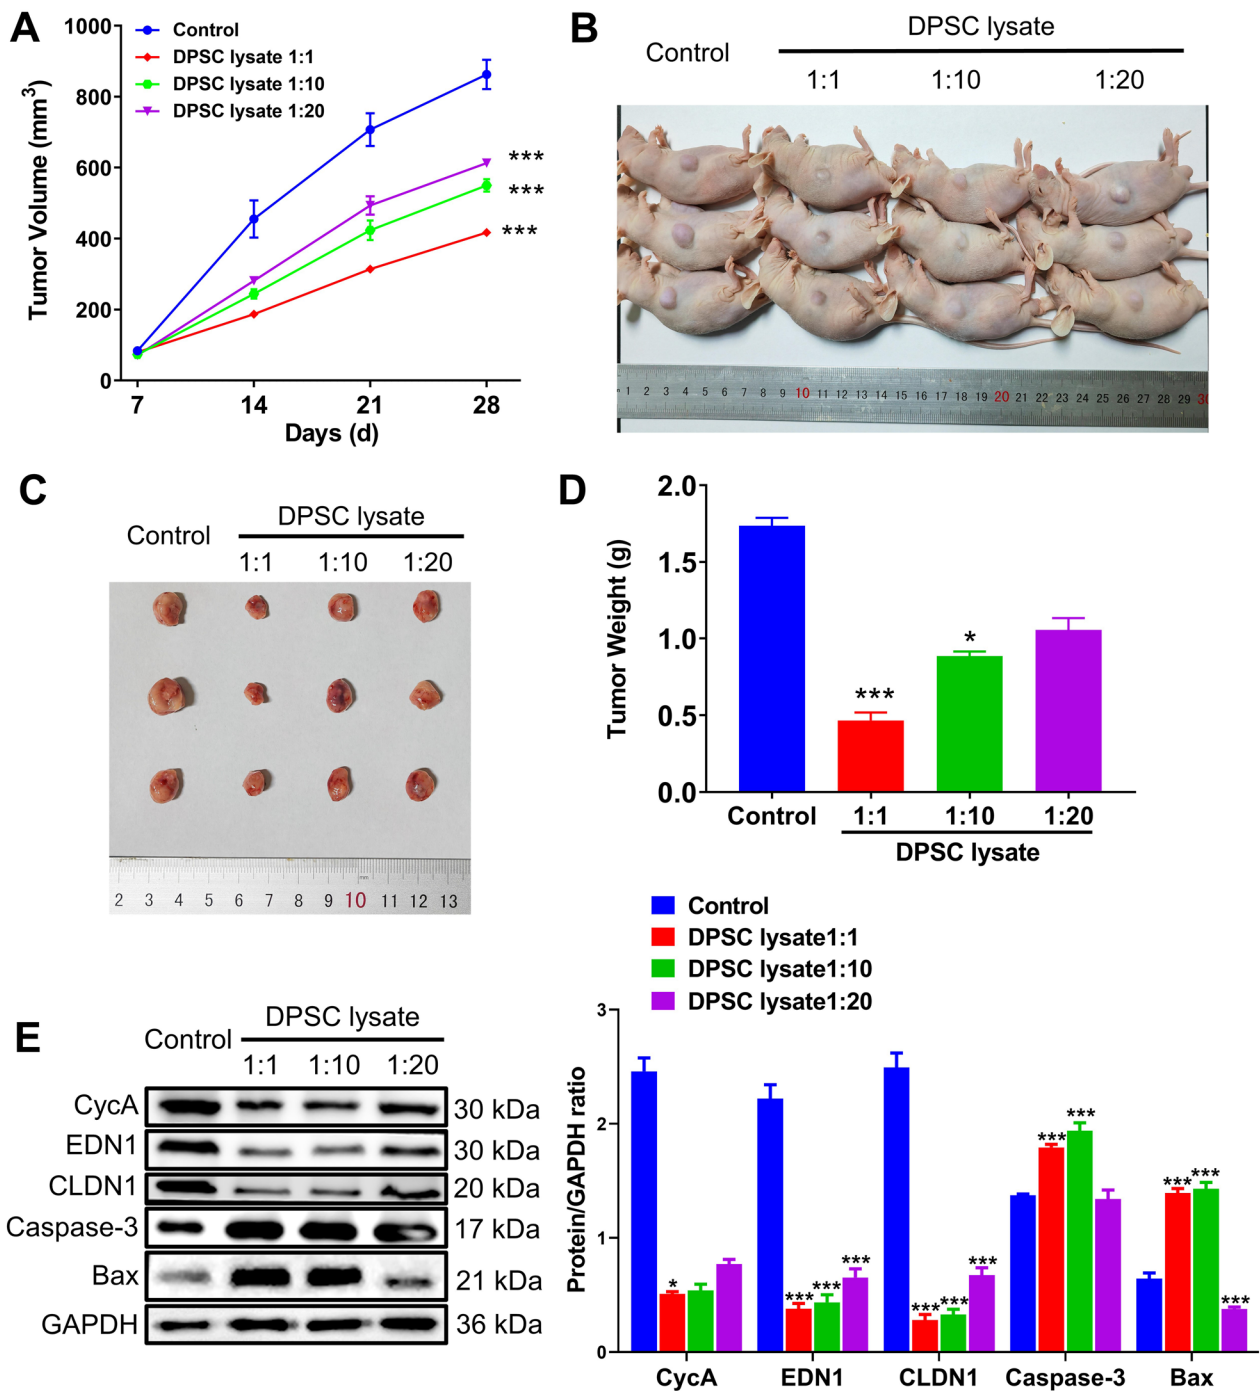 A
Tumor Volume (mm3)
1000
800
600
400
200
0
Control
DPSC lysate 1:1
DPSC lysate 1:10
DPSC lysate 1:20
***
***
***
7 14 21 28
Days (d)
B
Control
DPSC lysate
1:1 1:10 1:20
1 2 3 4 5 6 7 8 9 10 11 12 13 14 15 16 17 18 19 20 21 22 23 24 25 26 27 28 29 30
C
Control
DPSC lysate
1:1 1:10 1:20
mm
2 3 4 5 6 7 8 9 10 11 12 13
D
Tumor Weight (g)
2.0
1.5
1.0
0.5
0.0
***
*
Control 1:1 1:10 1:20
DPSC lysate
E
Control
DPSC lysate
1:1 1:10 1:20
CycA 30 kDa
EDN1 30 kDa
CLDN1 20 kDa
Caspase-3 17 kDa
Bax 21 kDa
GAPDH 36 kDa
Control
DPSC lysate1:1
DPSC lysate1:10
DPSC lysate1:20
Protein/GAPDH ratio
3
2
1
0
*
*** *** ***
*** *** ***
*** ***
*** *** ***
CycA EDN1 CLDN1 Caspase-3 Bax